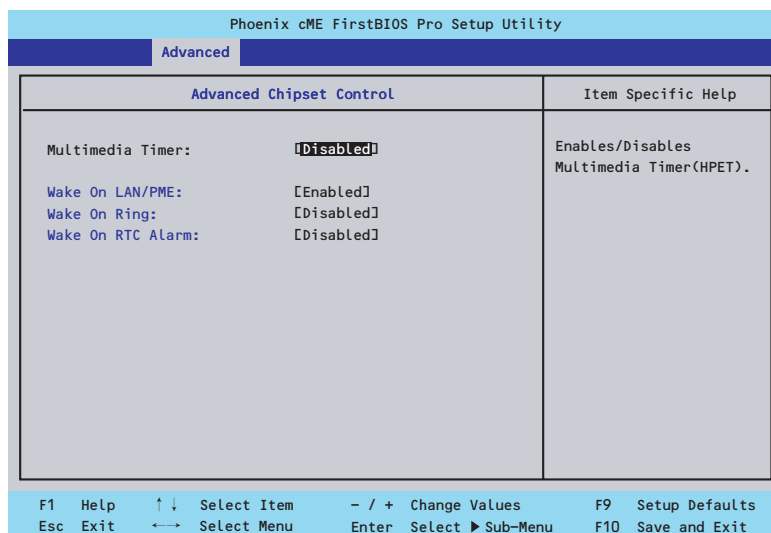 Phoenix cME FirstBIOS Pro Setup Utility
Advanced
Advanced Chipset Control
Item Specific Help
Multimedia Timer: [Disabled]
Enables/Disables
Multimedia Timer(HPET).
Wake On LAN/PME: [Enabled]
Wake On Ring: [Disabled]
Wake On RTC Alarm: [Disabled]
F1 Help ↑↓ Select Item - / + Change Values F9 Setup Defaults
Esc Exit ←→ Select Menu Enter Select ▶ Sub-Menu F10 Save and Exit